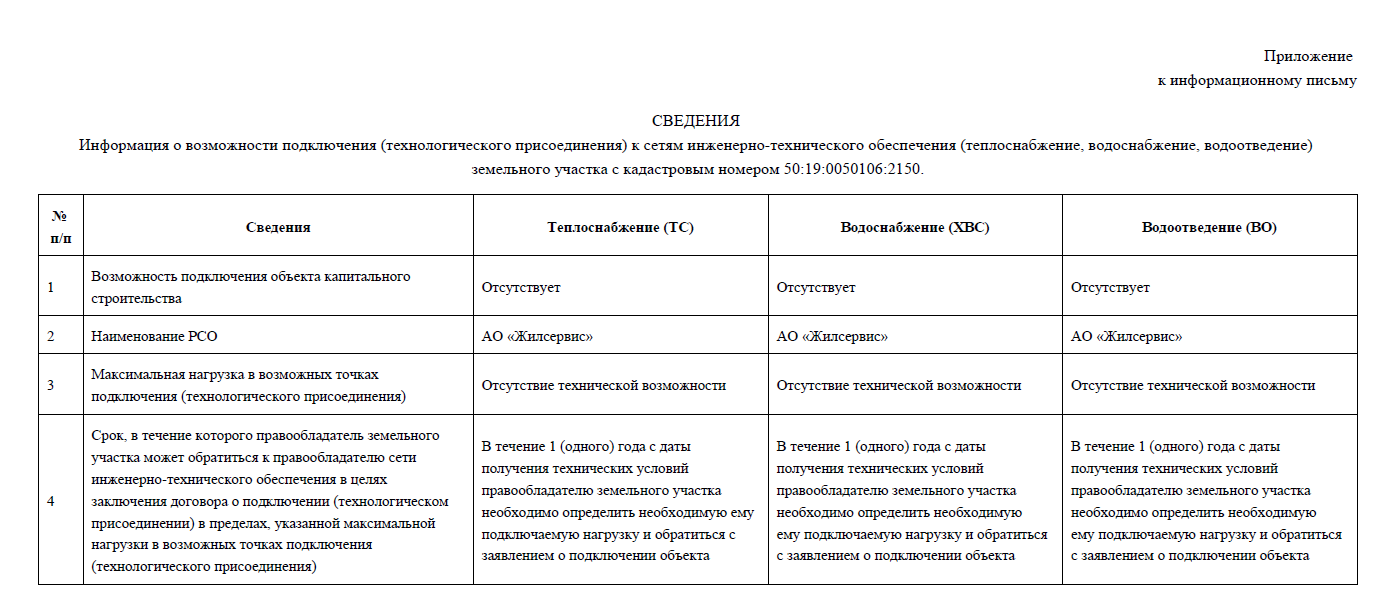 Приложение
к информационному письму
СВЕДЕНИЯ
Информация о возможности подключения (технологического присоединения) к сетям инженерно-технического обеспечения (теплоснабжение, водоснабжение, водоотведение)
земельного участка с кадастровым номером 50:19:0050106:2150.
№
п/п
Сведения
Теплоснабжение (ТС)
Водоснабжение (ХВС)
Водоотведение (ВО)
1
Возможность подключения объекта капитального
строительства
Отсутствует
Отсутствует
Отсутствует
2
Наименование РСО
АО «Жилсервис»
АО «Жилсервис»
АО «Жилсервис»
3
Максимальная нагрузка в возможных точках
подключения (технологического присоединения)
Отсутствие технической возможности
Отсутствие технической возможности
Отсутствие технической возможности
4
Срок, в течение которого правообладатель земельного
участка может обратиться к правообладателю сети
инженерно-технического обеспечения в целях
заключения договора о подключении (технологическом
присоединении) в пределах, указанной максимальной
нагрузки в возможных точках подключения
(технологического присоединения)
В течение 1 (одного) года с даты
получения технических условий
правообладателю земельного участка
необходимо определить необходимую ему
подключаемую нагрузку и обратиться с
заявлением о подключении объекта
В течение 1 (одного) года с даты
получения технических условий
правообладателю земельного участка
необходимо определить необходимую
ему подключаемую нагрузку и обратиться
с заявлением о подключении объекта
В течение 1 (одного) года с даты
получения технических условий
правообладателю земельного участка
необходимо определить необходимую
ему подключаемую нагрузку и обратиться
с заявлением о подключении объекта